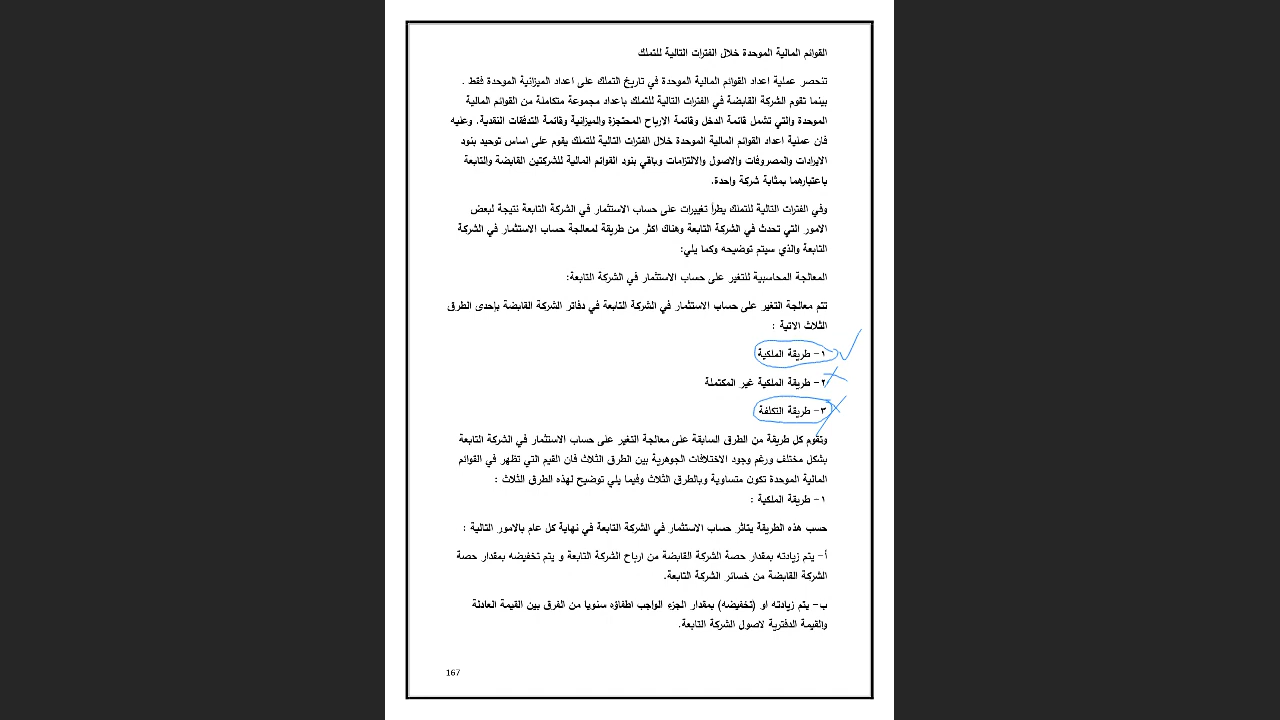 القوائم المالية الموحدة خلال الفترات التالية للتملك
تنحصر عملية اعداد القوائم المالية الموحدة في تاريخ التملك على اعداد الميزانية الموحدة فقط .
بينما تقوم الشركة القابضة في الفترات التالية للتملك باعداد مجموعة متكاملة من القوائم المالية
الموحدة والتي تشمل قائمة الدخل وقائمة الارباح المحتجزة والميزانية وقائمة التدفقات النقدية. وعليه
فان عملية اعداد القوائم المالية الموحدة خلال الفترات التالية للتملك يقوم على اساس توحيد بنود
الايرادات والمصروفات والاصول والالتزامات وباقي بنود القوائم المالية للشركتين القابضة والتابعة
باعتبارهما بمثابة شركة واحدة.
وفي الفترات التالية للتملك يطرأ تغييرات على حساب الاستثمار في الشركة التابعة نتيجة لبعض
الامور التي تحدث في الشركة التابعة وهناك اكثر من طريقة لمعالجة حساب الاستثمار في الشركة
التابعة والذي سيتم توضيحه وكما يلي:
المعالجة المحاسبية للتغير على حساب الاستثمار في الشركة التابعة:
تتم معالجة التغير على حساب الاستثمار في الشركة التابعة في دفاتر الشركة القابضة بإحدى الطرق
الثلاث الاتية :
١- طريقة الملكية
٢- طريقة الملكية غير المكتملة
٣- طريقة التكلفة
وتقوم كل طريقة من الطرق السابقة على معالجة التغير على حساب الاستثمار في الشركة التابعة
بشكل مختلف ورغم وجود الاختلافات الجوهرية بين الطرق الثلاث فان القيم التي تظهر في القوائم
المالية الموحدة تكون متساوية وبالطرق الثلاث وفيما يلي توضيح لهذه الطرق الثلاث :
١- طريقة الملكية :
حسب هذه الطريقة يتاثر حساب الاستثمار في الشركة التابعة في نهاية كل عام بالامور التالية :
أ- يتم زيادته بمقدار حصة الشركة القابضة من ارباح الشركة التابعة و يتم تخفيضه بمقدار حصة
الشركة القابضة من خسائر الشركة التابعة.
ب- يتم زيادته او (تخفيضه) بمقدار الجزء الواجب اطفاؤه سنويا من الفرق بين القيمة العادلة
والقيمة الدفترية لاصول الشركة التابعة.
167